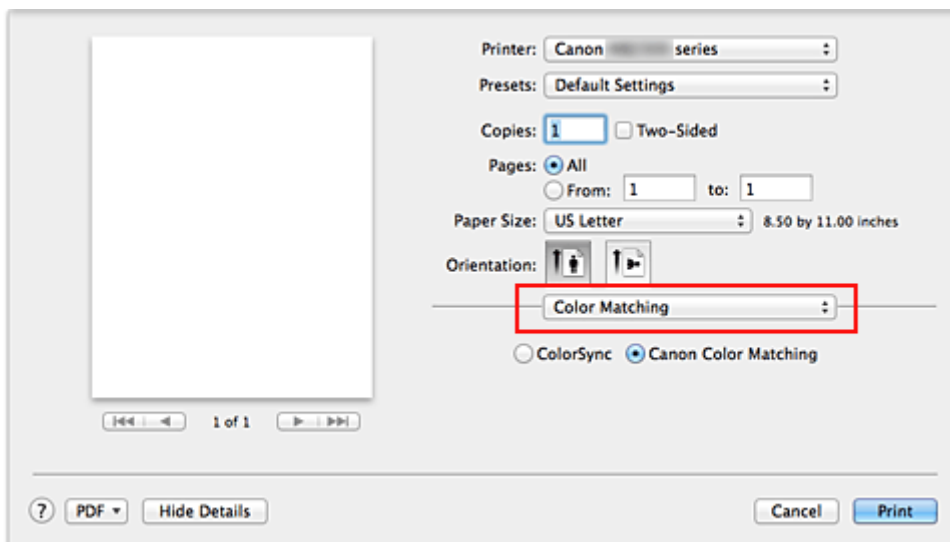 Printer: Canon series
Presets: Default Settings
Copies: 1 Two-Sided
Pages: All
From: 1 to: 1
Paper Size: US Letter 8.50 by 11.00 inches
Orientation:
Color Matching
ColorSync Canon Color Matching
1 of 1
? PDF Hide Details Cancel Print